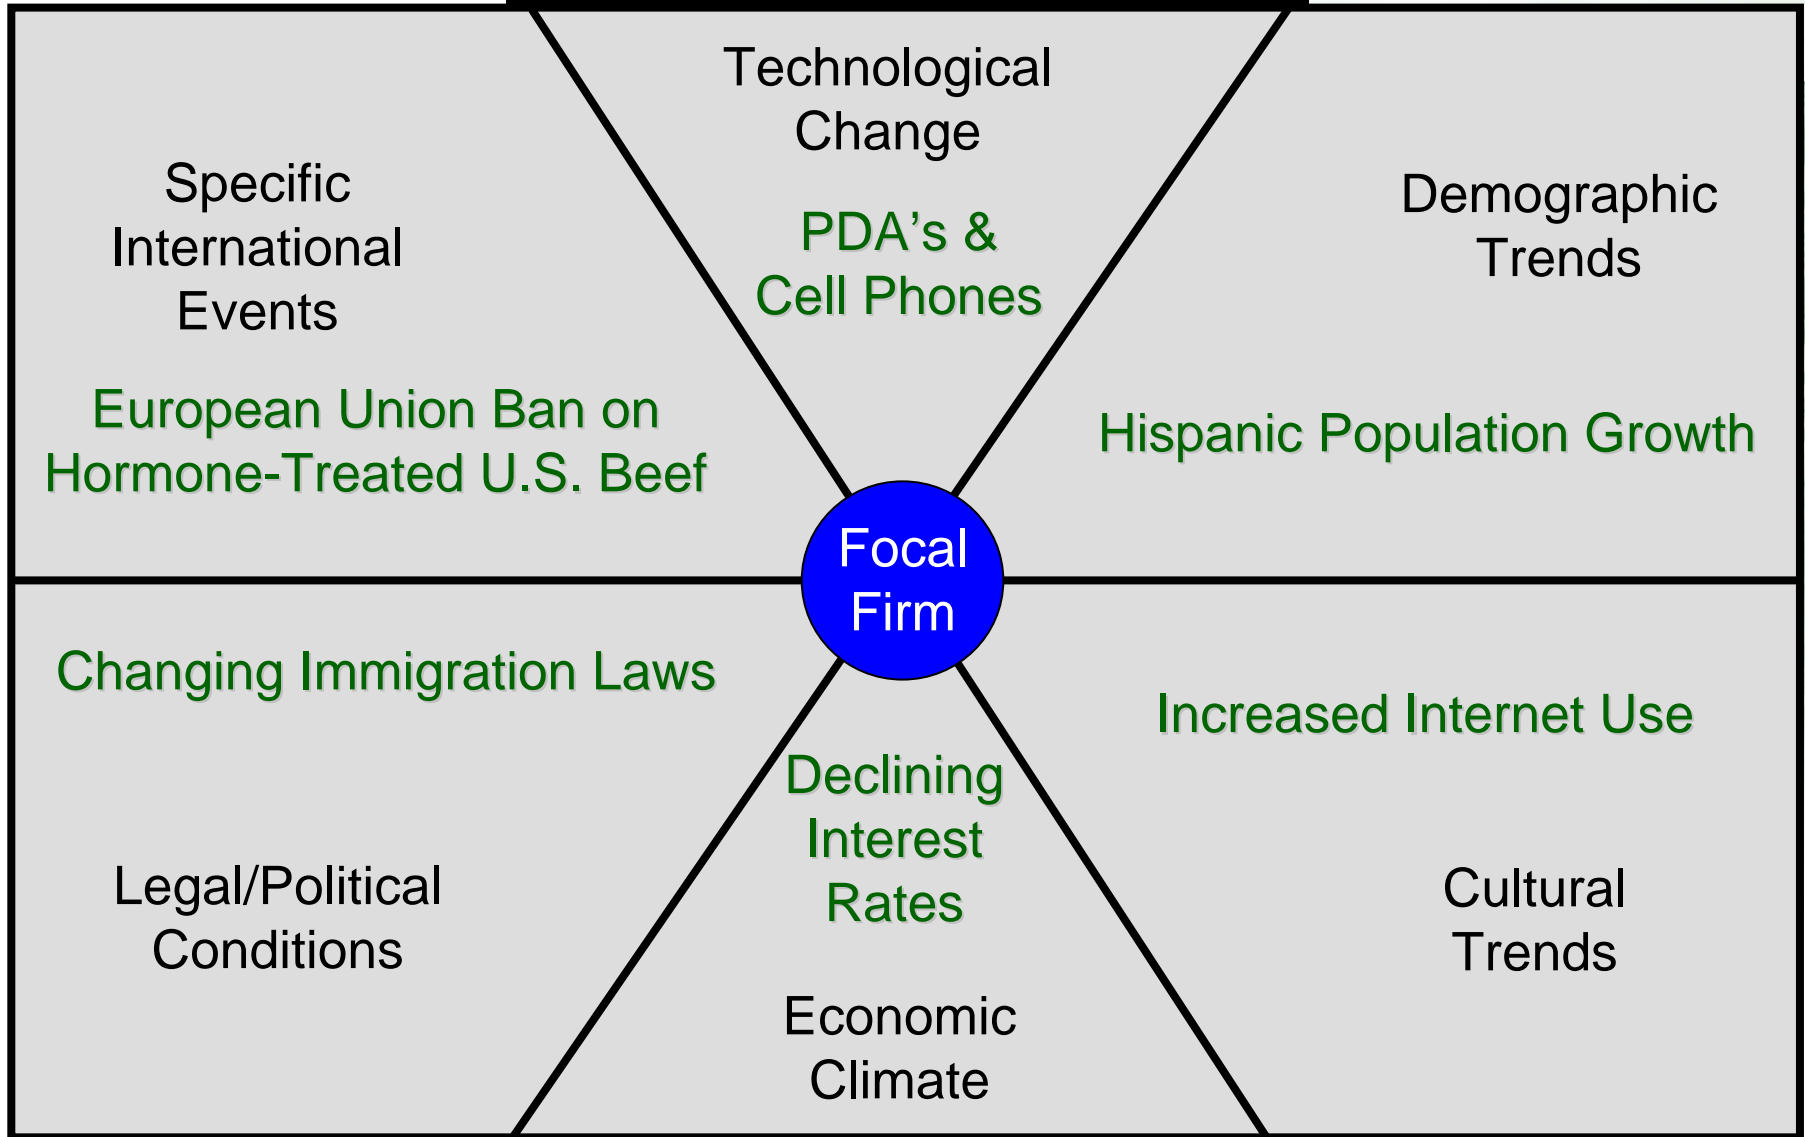 Technological
Change
PDA's &
Cell Phones
Specific
International
Events
European Union Ban on
Hormone-Treated U.S. Beef
Demographic
Trends
Hispanic Population Growth
Focal
Firm
Changing Immigration Laws
Legal/Political
Conditions
Declining
Interest
Rates
Economic
Climate
Increased Internet Use
Cultural
Trends